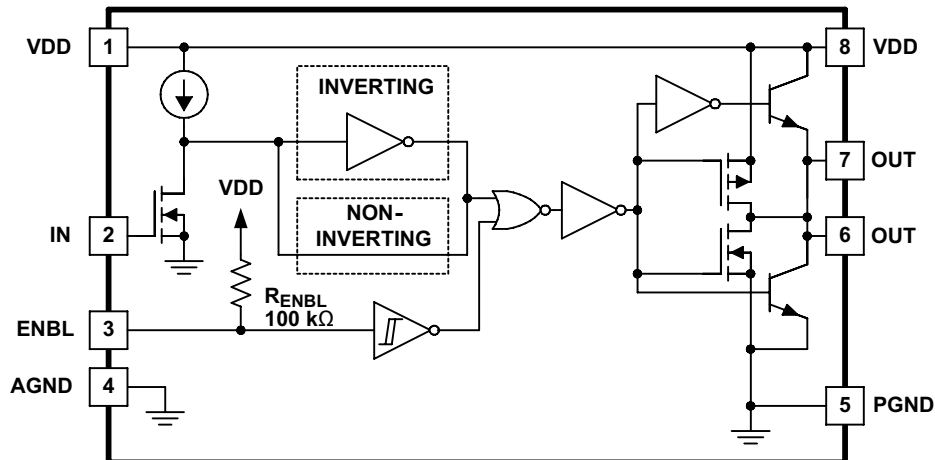 VDD
1
8
VDD
INVERTING
VDD
7
OUT
NON-
INVERTING
IN
2
6
OUT
RENBL
100 kΩ
ENBL
3
AGND
4
5
PGND